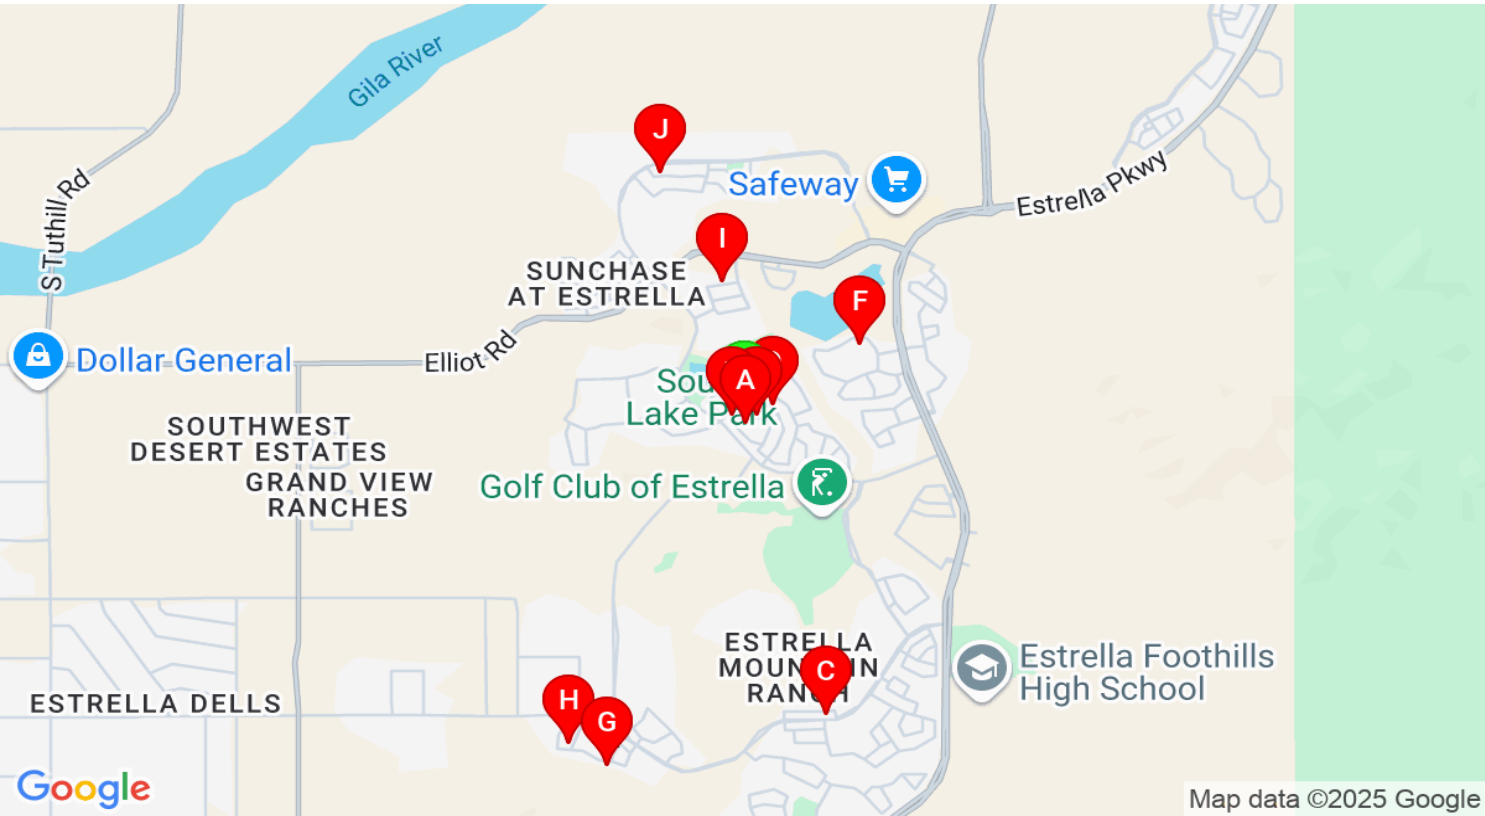 Gila River
J
Safeway
Estrella Pkwy
S Tuthill Rd
I
SUNCHASE
AT ESTRELLA
F
Elliot Rd
Dollar General
A
Lake Park
SOUTHWEST
DESERT ESTATES
GRAND VIEW
RANCHES
Golf Club of Estrella
ESTRELLA
RANCH
C
Estrella Foothills
High School
H
G
ESTRELLA DELLS
Google
Map data ©2025 Google